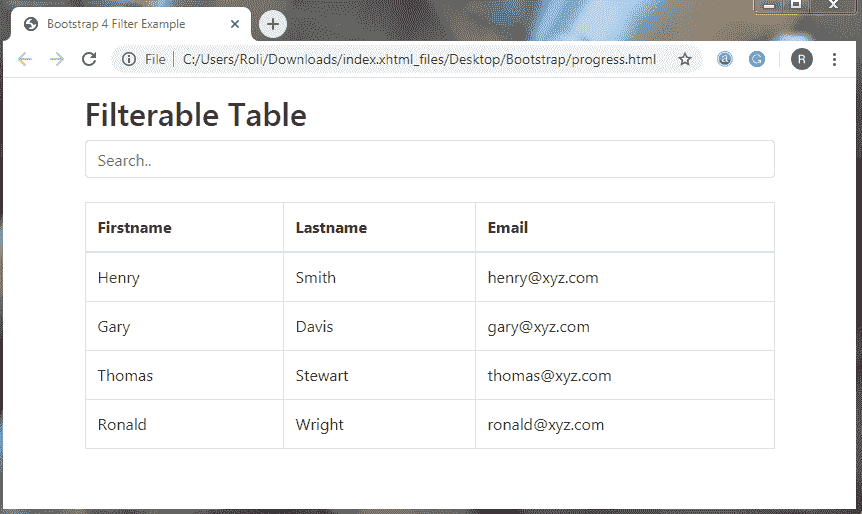 Bootstrap 4 Filter Example
File C:/Users/Roli/Downloads/index.xhtml_files/Desktop/Bootstrap/progress.html
a G R
Filterable Table
Search..
Firstname Lastname Email
Henry Smith henry@xyz.com
Gary Davis gary@xyz.com
Thomas Stewart thomas@xyz.com
Ronald Wright ronald@xyz.com